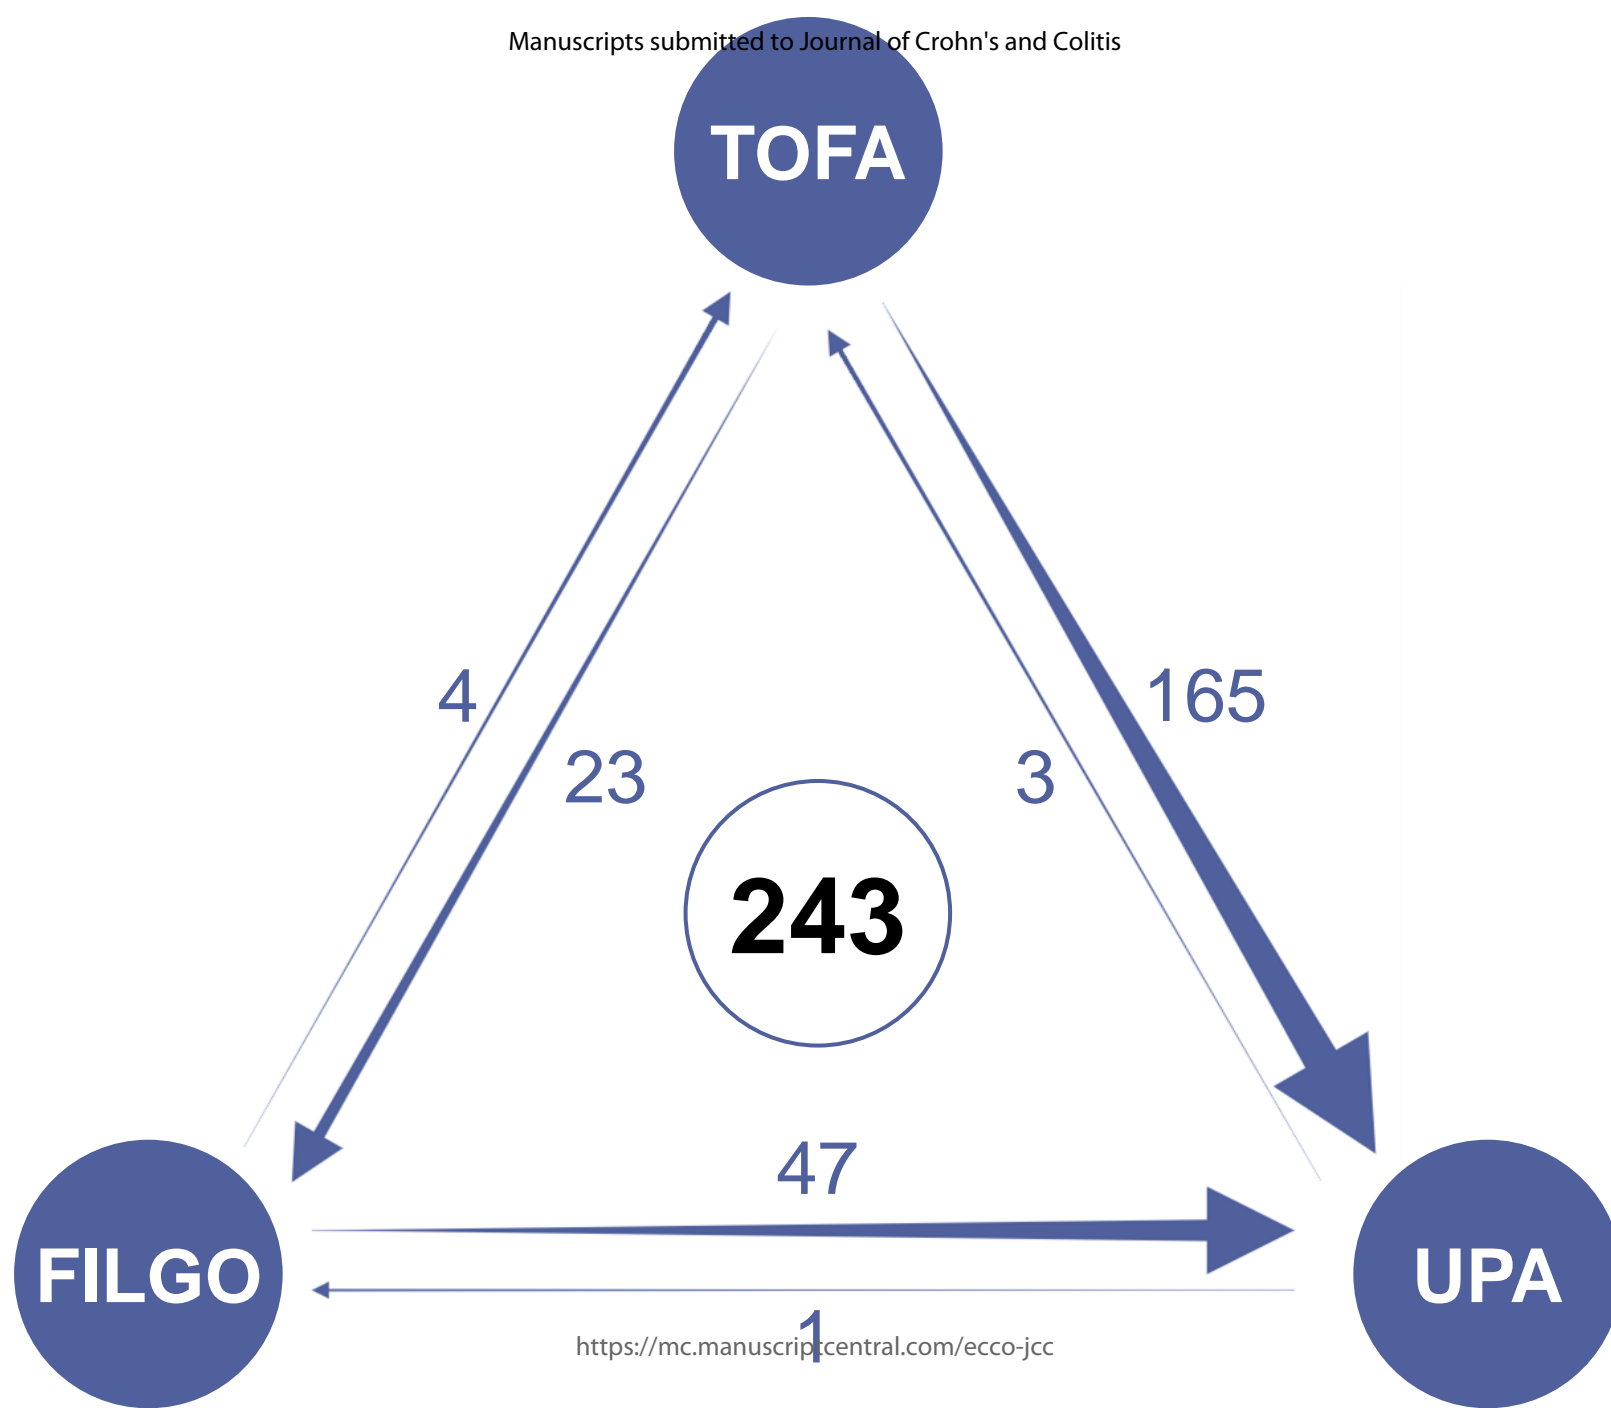 Manuscripts submitted to Journal of Crohn's and Colitis
TOFA
4
165
23
3
243
47
FILGO
UPA
1
https://mc.manuscriptcentral.com/ecco-jcc